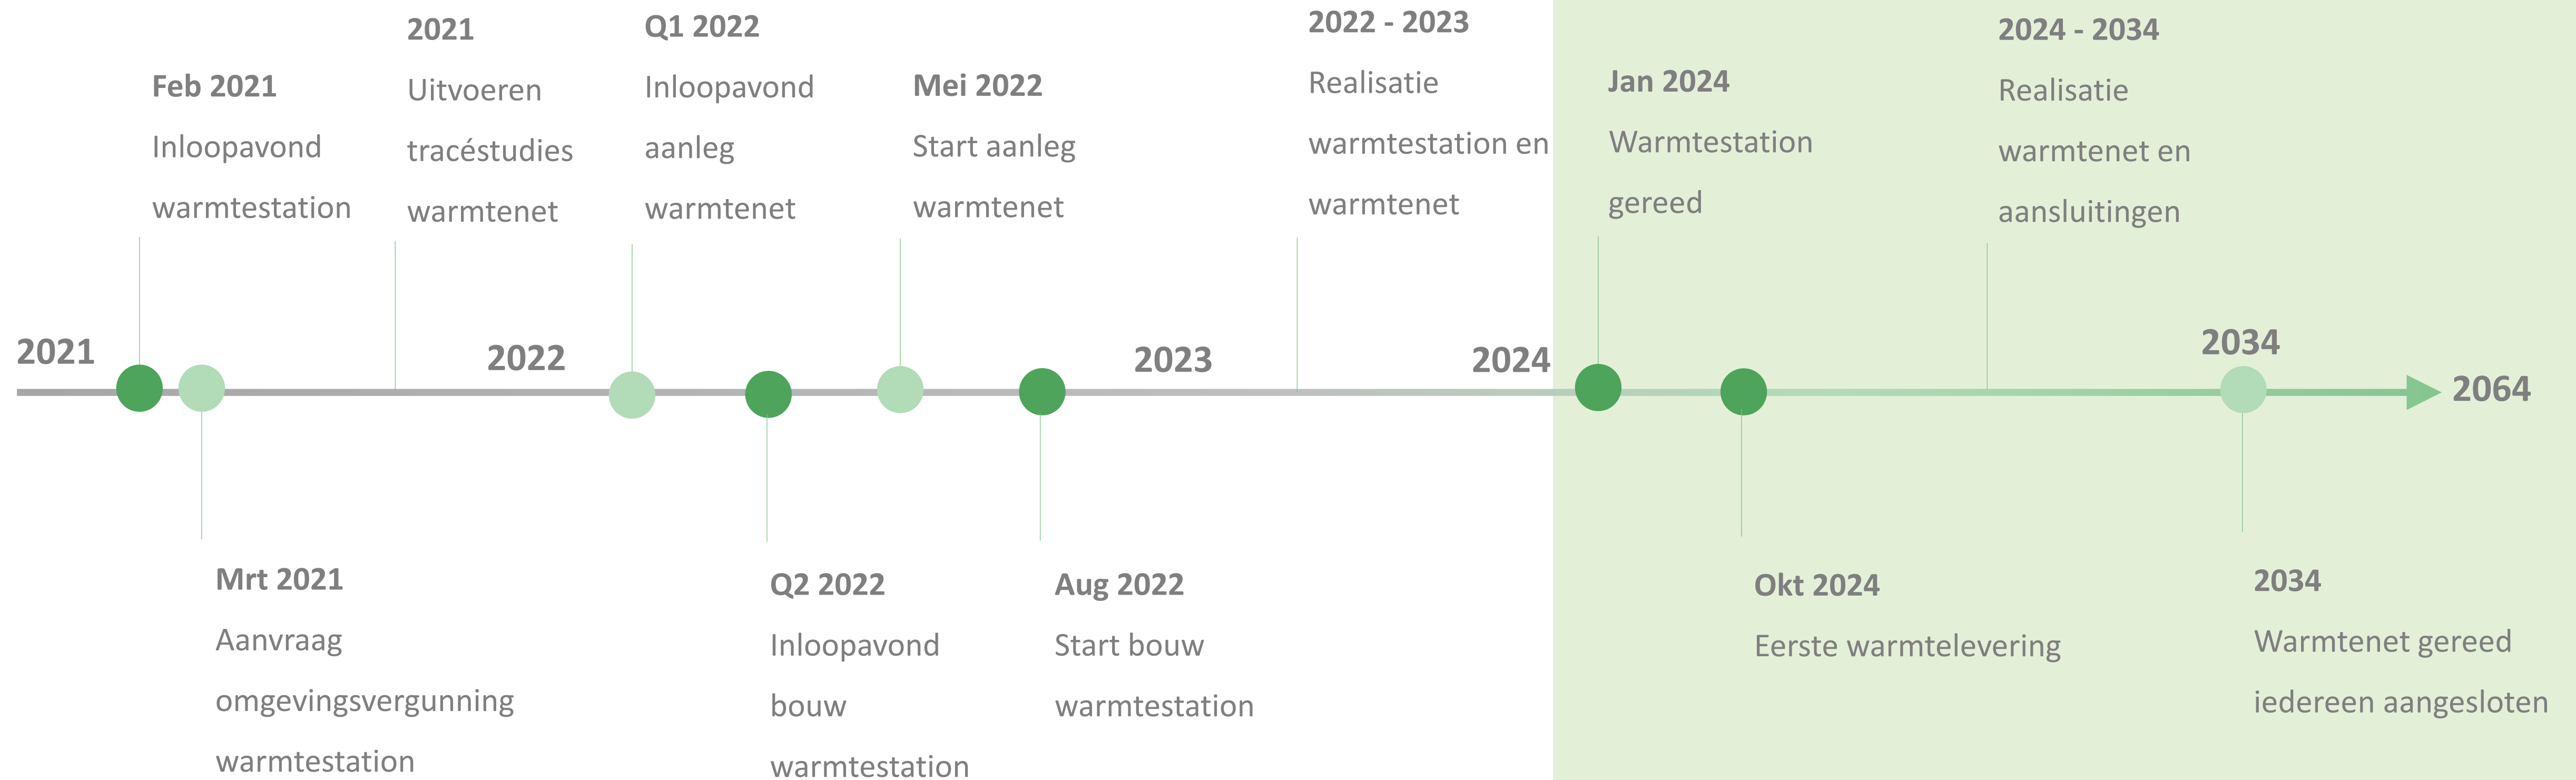 Feb 2021
Inloopavond
warmtestation
2021
Uitvoeren
tracéstudies
warmtenet
Q1 2022
Inloopavond
aanleg
warmtenet
Mei 2022
Start aanleg
warmtenet
2022 - 2023
Realisatie
warmtestation en
warmtenet
Jan 2024
Warmtestation
gereed
2024 - 2034
Realisatie
warmtenet en
aansluitingen
2021
2022
2023
2024
2034
2064
Mrt 2021
Aanvraag
omgevingsvergunning
warmtestation
Q2 2022
Inloopavond
bouw
warmtestation
Aug 2022
Start bouw
warmtestation
Okt 2024
Eerste warmtelevering
2034
Warmtenet gereed
iedereen aangesloten